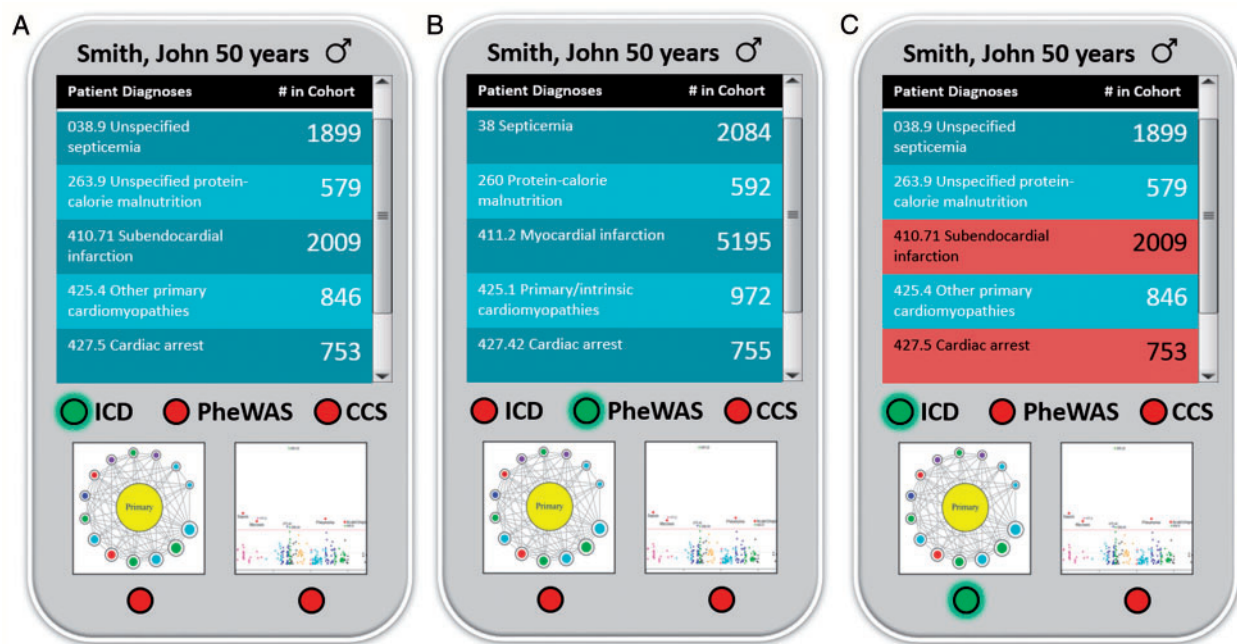 A
Smith, John 50 years ♂
Patient Diagnoses # in Cohort
038.9 Unspecified
septicemia 1899
263.9 Unspecified protein-
calorie malnutrition 579
410.71 Subendocardial
infarction 2009
425.4 Other primary
cardiomyopathies 846
427.5 Cardiac arrest 753
ICD PheWAS CCS
Primary
B
Smith, John 50 years ♂
Patient Diagnoses # in Cohort
38 Septicemia 2084
260 Protein-calorie
malnutrition 592
411.2 Myocardial infarction 5195
425.1 Primary/intrinsic
cardiomyopathies 972
427.42 Cardiac arrest 755
ICD PheWAS CCS
Primary
C
Smith, John 50 years ♂
Patient Diagnoses # in Cohort
038.9 Unspecified
septicemia 1899
263.9 Unspecified protein-
calorie malnutrition 579
410.71 Subendocardial
infarction 2009
425.4 Other primary
cardiomyopathies 846
427.5 Cardiac arrest 753
ICD PheWAS CCS
Primary